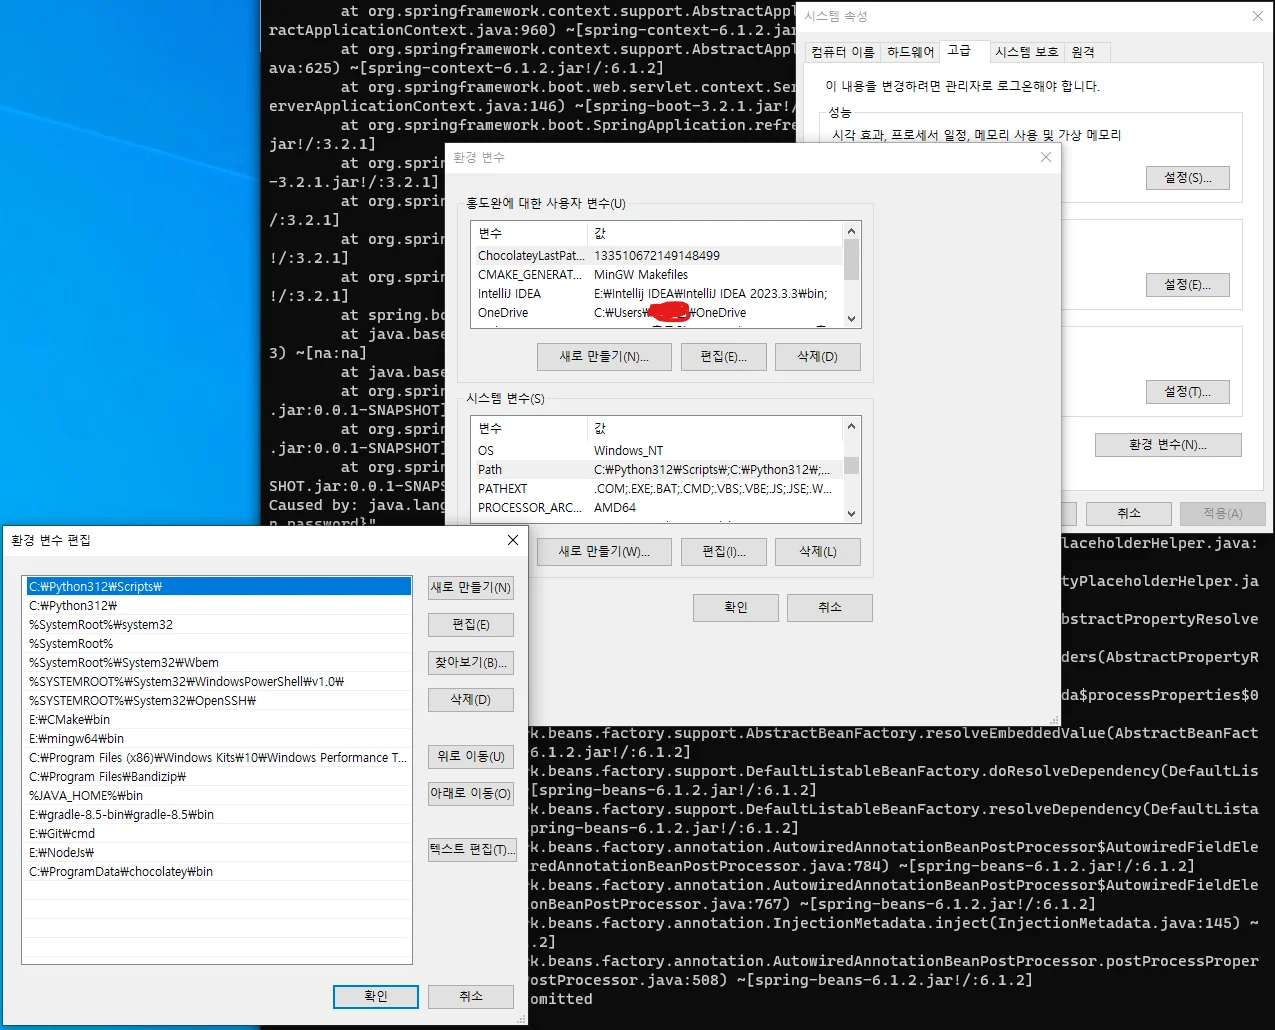 at org.springframework.context.support.AbstractAppl
ractApplicationContext.java:960) ~[spring-context-6.1.2.jar
at org.springframework.context.support.AbstractAppl
ava:625) ~[spring-context-6.1.2.jar!/:6.1.2]
at org.springframework.boot.web.servlet.context.Ser
erverApplicationContext.java:146) ~[spring-boot-3.2.1.jar!/
at org.springframework.boot.SpringApplication.refre
jar!/:3.2.1]
at org.sprin
-3.2.1.jar!/:3.2.1]
at org.sprin
/:3.2.1]
at org.sprin
!/:3.2.1]
at org.sprin
!/:3.2.1]
at spring.bo
at java.base
3) ~[na:na]
at java.base
at org.sprin
.jar:0.0.1-SNAPSHOT]
at org.sprin
.jar:0.0.1-SNAPSHOT]
at org.sprin
SHOT.jar:0.0.1-SNAPS
Caused by: java.lang
n.password}"
시스템 속성
컴퓨터 이름
하드웨어
고급
시스템 보호
원격
이 내용을 변경하려면 관리자로 로그온해야 합니다.
성능
시각 효과, 프로세서 일정, 메모리 사용 및 가상 메모리
설정(S)...
설정(E)...
설정(T)...
환경 변수(N)...
취소
적용(A)
환경 변수
홍도완에 대한 사용자 변수(U)
변수 값
ChocolateyLastPat... 133510672149148499
CMAKE_GENERAT... MinGW Makefiles
IntelliJ IDEA E:₩Intellij IDEA₩IntelliJ IDEA 2023.3.3₩bin;
OneDrive C:₩Users₩ ₩OneDrive
새로 만들기(N)...
편집(E)...
삭제(D)
시스템 변수(S)
변수 값
OS Windows_NT
Path C:₩Python312₩Scripts₩;C:₩Python312₩;...
PATHEXT .COM;.EXE;.BAT;.CMD;.VBS;.VBE;.JS;.JSE;.W...
PROCESSOR_ARC... AMD64
새로 만들기(W)...
편집(I)...
삭제(L)
확인
취소
환경 변수 편집
C:₩Python312₩Scripts₩
C:₩Python312₩
%SystemRoot%₩system32
%SystemRoot%
%SystemRoot%₩System32₩Wbem
%SYSTEMROOT%₩System32₩WindowsPowerShell₩v1.0₩
%SYSTEMROOT%₩System32₩OpenSSH₩
E:₩CMake₩bin
E:₩mingw64₩bin
C:₩Program Files (x86)₩Windows Kits₩10₩Windows Performance T...
C:₩Program Files₩Bandizip₩
%JAVA_HOME%₩bin
E:₩gradle-8.5-bin₩gradle-8.5₩bin
E:₩Git₩cmd
E:₩NodeJs₩
C:₩ProgramData₩chocolatey₩bin
새로 만들기(N)
편집(E)
찾아보기(B)...
삭제(D)
위로 이동(U)
아래로 이동(O)
텍스트 편집(T)...
확인
취소
laceholderHelper.java:
tyPlaceholderHelper.ja
bstractPropertyResolve
ders(AbstractPropertyR
da$processProperties$0
rk.beans.factory.support.AbstractBeanFactory.resolveEmbeddedValue(AbstractBeanFact
6.1.2.jar!/:6.1.2]
rk.beans.factory.support.DefaultListableBeanFactory.doResolveDependency(DefaultLis
[spring-beans-6.1.2.jar!/:6.1.2]
rk.beans.factory.support.DefaultListableBeanFactory.resolveDependency(DefaultLista
pring-beans-6.1.2.jar!/:6.1.2]
rk.beans.factory.annotation.AutowiredAnnotationBeanPostProcessor$AutowiredFieldEle
redAnnotationBeanPostProcessor.java:784) ~[spring-beans-6.1.2.jar!/:6.1.2]
rk.beans.factory.annotation.AutowiredAnnotationBeanPostProcessor$AutowiredFieldEle
onBeanPostProcessor.java:767) ~[spring-beans-6.1.2.jar!/:6.1.2]
rk.beans.factory.annotation.InjectionMetadata.inject(InjectionMetadata.java:145) ~
.2]
rk.beans.factory.annotation.AutowiredAnnotationBeanPostProcessor.postProcessProper
PostProcessor.java:508) ~[spring-beans-6.1.2.jar!/:6.1.2]
omitted